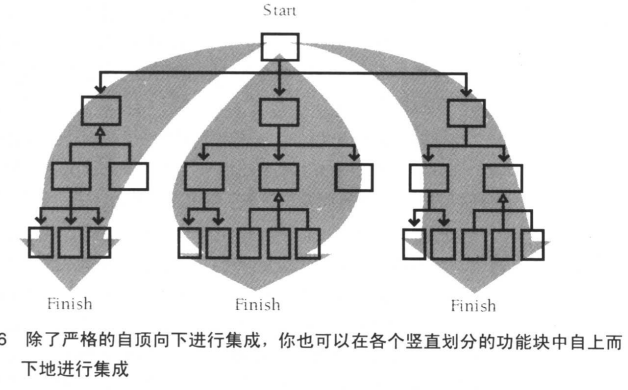 Start
Finish
Finish
Finish
6 除了严格的自顶向下进行集成，你也可以在各个竖直划分的功能块中自上而
下地进行集成